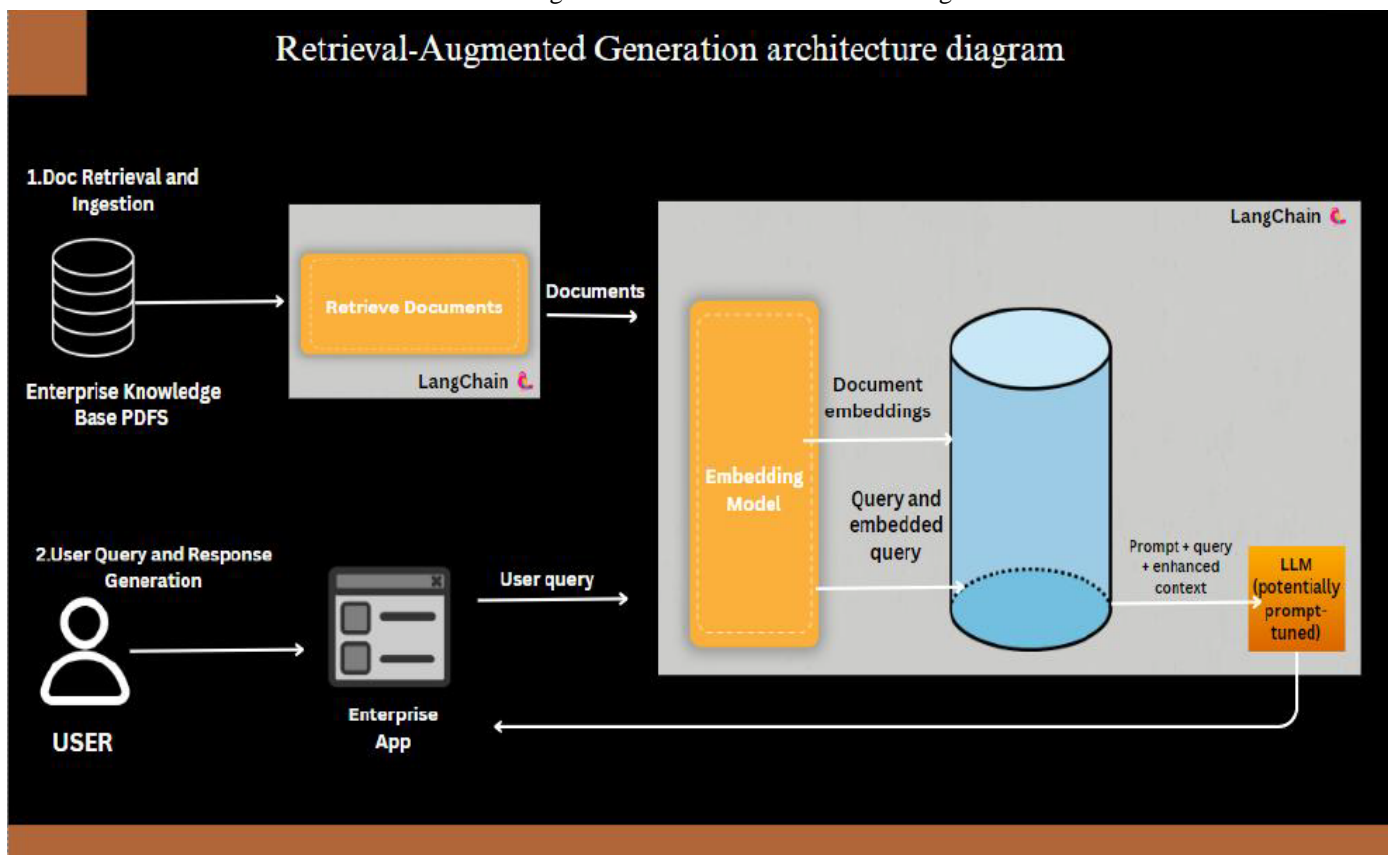 Retrieval-Augmented Generation architecture diagram
1.Doc Retrieval and
Ingestion
Enterprise Knowledge
Base PDFS
Retrieve Documents
LangChain
Documents
LangChain
Embedding
Model
Document
embeddings
Query and
embedded
query
Prompt + query
+ enhanced
context
LLM
(potentially
prompt-
tuned)
2.User Query and Response
Generation
USER
Enterprise
App
User query